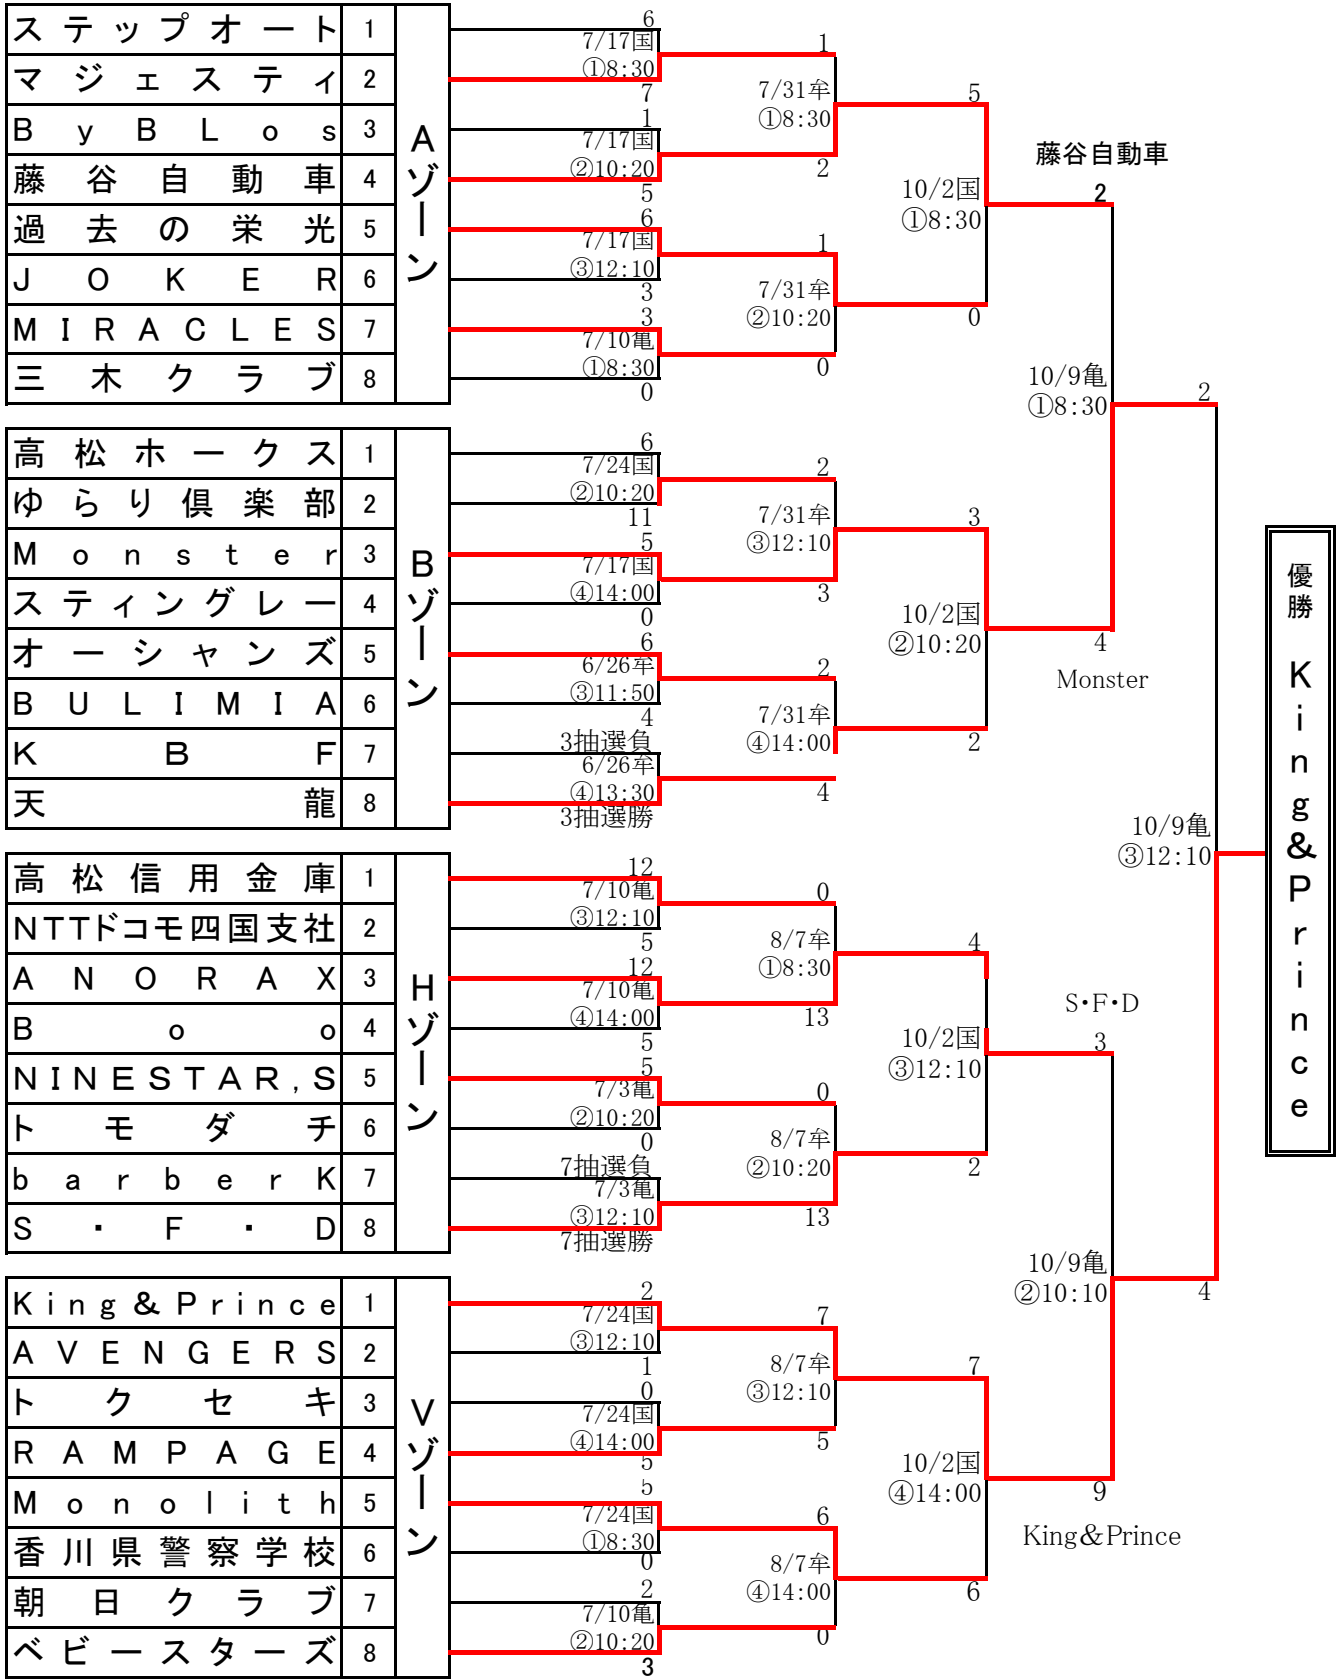 ステップオート 1
マジェスティ 2
ByBLos 3
藤谷自動車 4
過去の栄光 5
JOKER 6
MIRACLES 7
三木クラブ 8
Aゾーン
6
7/17国
①8:30
7
1
7/17国
②10:20
5
6
7/17国
③12:10
3
3
7/10亀
①8:30
0
1
7/31牟
①8:30
2
1
7/31牟
②10:20
0
5
10/2国
①8:30
0
藤谷自動車
2
高松ホークス 1
ゆらり倶楽部 2
Monster 3
スティングレー 4
オーシャンズ 5
BULIMIA 6
KBF 7
天龍 8
Bゾーン
6
7/24国
②10:20
11
5
7/17国
④14:00
0
6
6/26牟
③11:50
4
3抽選負
6/26牟
④13:30
3抽選勝
2
7/31牟
③12:10
3
2
7/31牟
④14:00
4
3
10/2国
②10:20
2
10/9亀
①8:30
4
Monster
2
高松信用金庫 1
NTTドコモ四国支社 2
ANORAX 3
Boo 4
NINESTAR,S 5
トモダチ 6
barberK 7
S・F・D 8
Hゾーン
12
7/10亀
③12:10
5
12
7/10亀
④14:00
5
5
7/3亀
②10:20
0
7抽選負
7/3亀
③12:10
7抽選勝
0
8/7牟
①8:30
13
0
8/7牟
②10:20
13
4
10/2国
③12:10
2
S・F・D
3
10/9亀
③12:10
King&Prince 1
AVENGERS 2
トクセキ 3
RAMPAGE 4
Monolith 5
香川県警察学校 6
朝日クラブ 7
ベビースターズ 8
Vゾーン
2
7/24国
③12:10
1
0
7/24国
④14:00
5
5
7/24国
①8:30
0
2
7/10亀
②10:20
3
7
8/7牟
③12:10
5
6
8/7牟
④14:00
0
7
10/2国
④14:00
6
10/9亀
②10:10
9
King&Prince
4
優勝 King&Prince